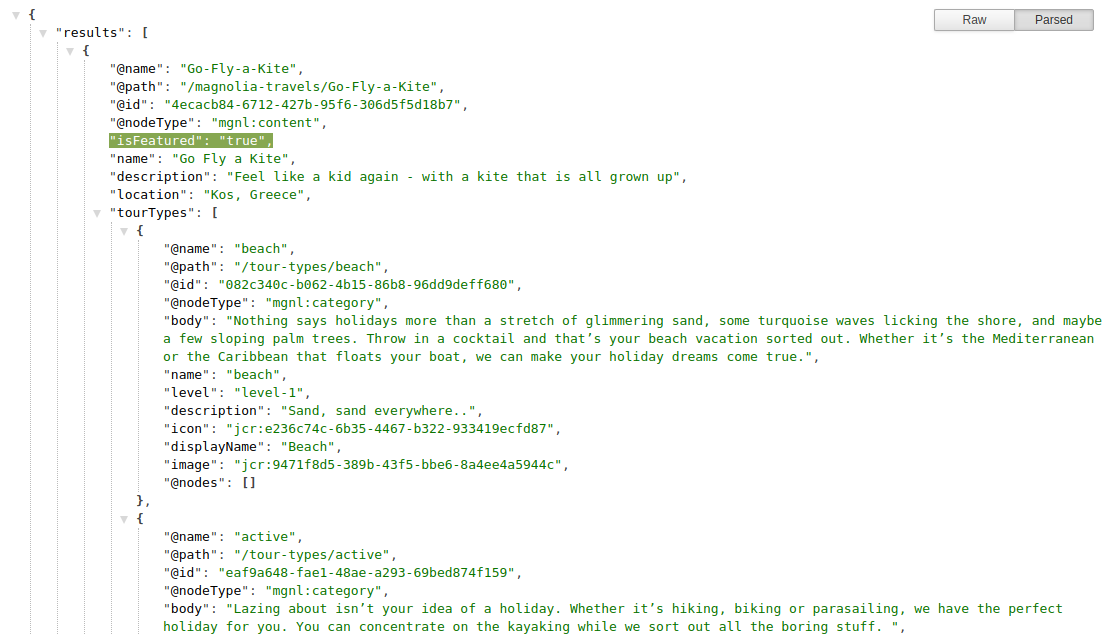 {
Raw Parsed
"results": [
{
"@name": "Go-Fly-a-Kite",
"@path": "/magnolia-travels/Go-Fly-a-Kite",
"@id": "4ecacb84-6712-427b-95f6-306d5f5d18b7",
"@nodeType": "mgnl:content",
"isFeatured": "true",
"name": "Go Fly a Kite",
"description": "Feel like a kid again - with a kite that is all grown up",
"location": "Kos, Greece",
"tourTypes": [
{
"@name": "beach",
"@path": "/tour-types/beach",
"@id": "082c340c-b062-4b15-86b8-96dd9deff680",
"@nodeType": "mgnl:category",
"body": "Nothing says holidays more than a stretch of glimmering sand, some turquoise waves licking the shore, and maybe
a few sloping palm trees. Throw in a cocktail and that’s your beach vacation sorted out. Whether it’s the Mediterranean
or the Caribbean that floats your boat, we can make your holiday dreams come true.",
"name": "beach",
"level": "level-1",
"description": "Sand, sand everywhere..",
"icon": "jcr:e236c74c-6b35-4467-b322-933419ecfd87",
"displayName": "Beach",
"image": "jcr:9471f8d5-389b-43f5-bbe6-8a4ee4a5944c",
"@nodes": []
},
{
"@name": "active",
"@path": "/tour-types/active",
"@id": "eaf9a648-fae1-48ae-a293-69bed874f159",
"@nodeType": "mgnl:category",
"body": "Lazing about isn’t your idea of a holiday. Whether it’s hiking, biking or parasailing, we have the perfect
holiday for you. You can concentrate on the kayaking while we sort out all the boring stuff. ",